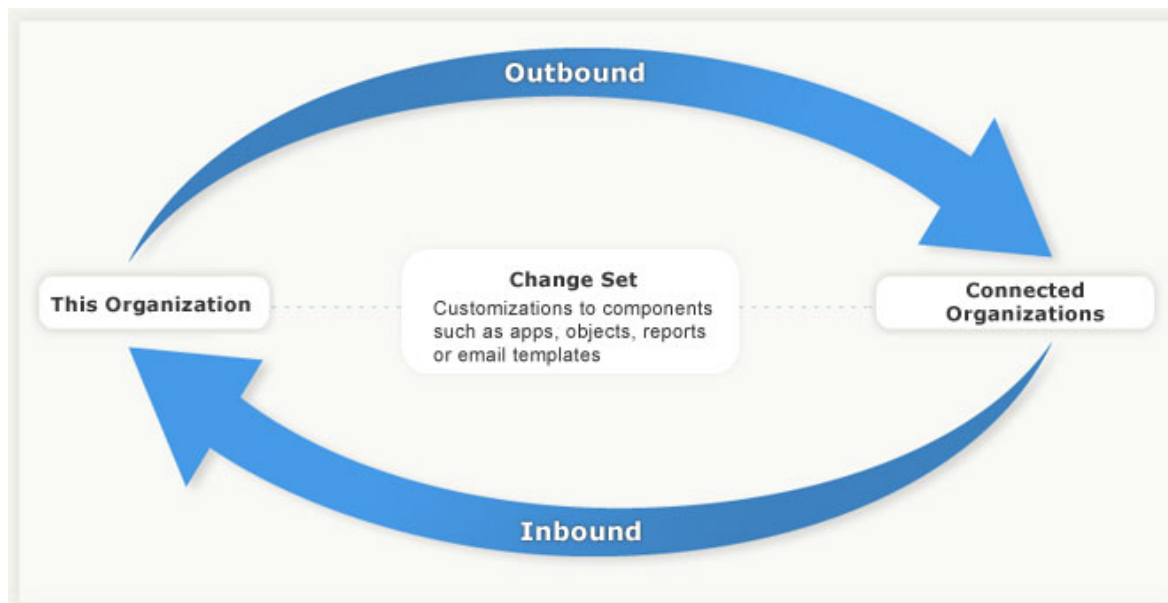 Outbound
This Organization
Change Set
Customizations to components
such as apps, objects, reports
or email templates
Connected
Organizations
Inbound